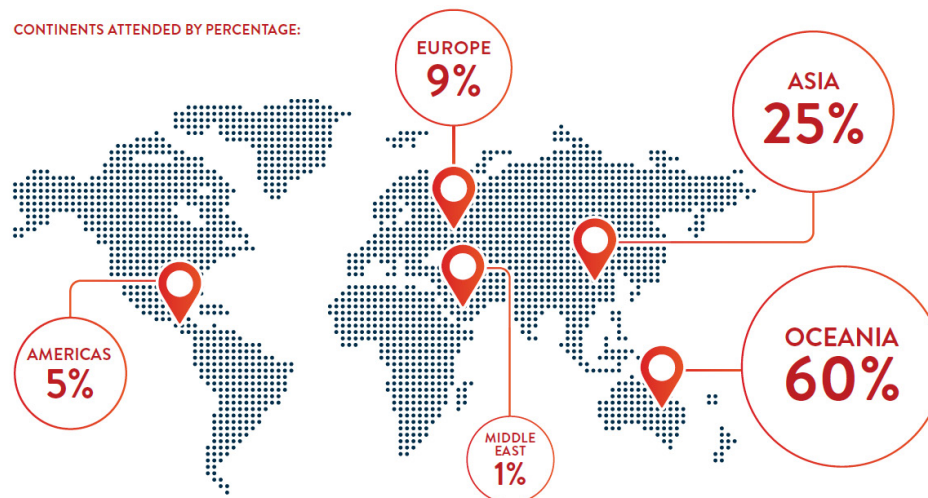 CONTINENTS ATTENDED BY PERCENTAGE:
EUROPE
9%
ASIA
25%
AMERICAS
5%
OCEANIA
60%
MIDDLE
EAST
1%